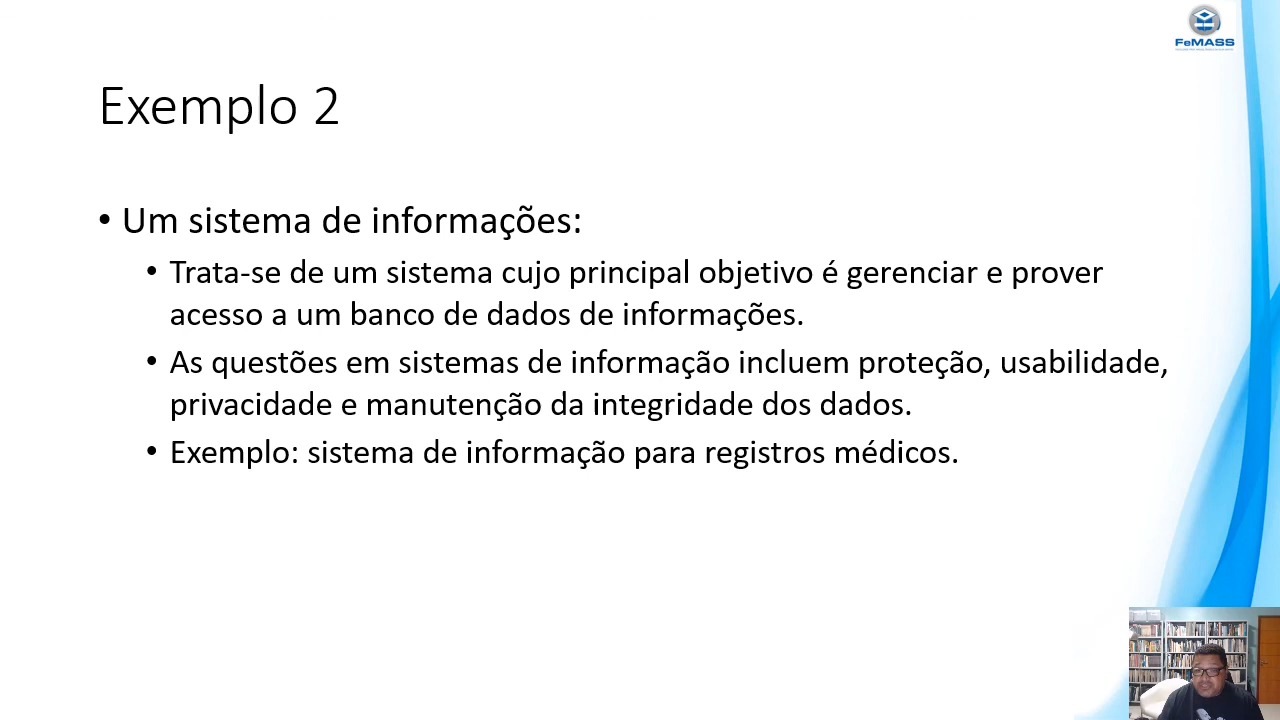 FeMASS
Exemplo 2
• Um sistema de informações:
• Trata-se de um sistema cujo principal objetivo é gerenciar e prover
acesso a um banco de dados de informações.
• As questões em sistemas de informação incluem proteção, usabilidade,
privacidade e manutenção da integridade dos dados.
• Exemplo: sistema de informação para registros médicos.